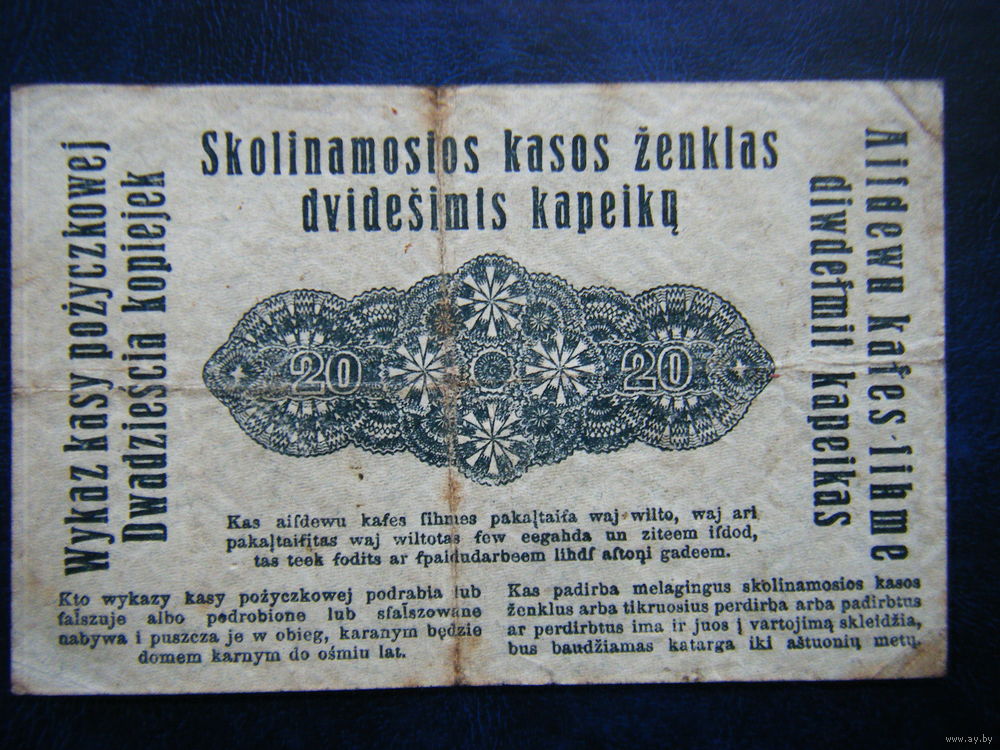 Skolinamosios kasos ženklas
dvidešimts kapeikų
Wykaz kasy pożyczkowej
Dwadzieścia kopiejek
Aiſdewu kaſes ſihme
diwdeſmit kapeikas
20
20
Kas aiſdewu kaſes ſihmes pakaļtaiſa waj wilto, waj ari
pakaļtaiſitas waj wiltotas ſew eegahda un ziteem iſdod,
tas teek ſodits ar ſpaidudarbeem lihdſ aſtoņi gadeem.
Kto wykazy kasy pożyczkowej podrabia lub
fałszuje albo podrobione lub sfalszowane
nabywa i puszcza je w obieg, karanym będzie
domem karnym do ośmiu lat.
Kas padirba melagingus skolinamosios kasos
ženklus arba tikruosius perdirba arba padirbtus
ar perdirbtus ima ir juos į vartojimą skleidžia,
bus baudžiamas katarga iki aštuonių metų.
www.ay.by